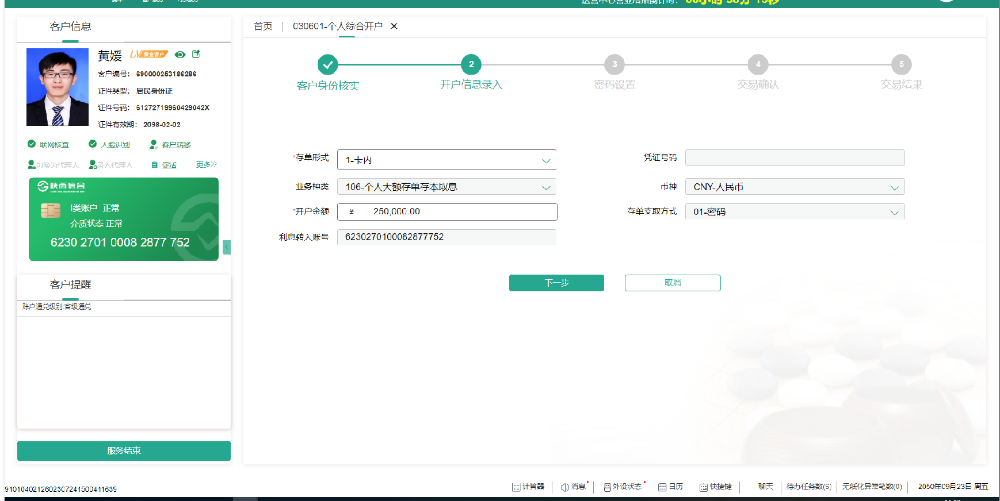 客户信息
黄媛 LV 黄金客户
客户编号： 690000253186286
证件类型： 居民身份证
证件号码： 61272719960429042X
证件有效期： 2098-02-02
联网核查 人脸识别 客户转移
切换为代理人 录入代理人 促活 更多>>
陕西信合
I类账户 正常
介质状态 正常
6230 2701 0008 2877 752
客户提醒
账户通兑级别:省级通兑
服务结束
首页 | 030601-个人综合开户 ✕
2 3 4 5
客户身份核实 开户信息录入 密码设置 交易确认 交易结果
*存单形式 1-卡内 凭证号码
业务种类 106-个人大额存单存本取息 币种 CNY-人民币
*开户金额 ¥ 250,000.00 存单支取方式 01-密码
利息转入账号 6230270100082877752
下一步 取消
9101040212602307241500411639
计算器 消息 外设状态 日历 快捷键 聊天 待办任务数(6) 无纸化异常笔数(0) 2050年09月23日 周五